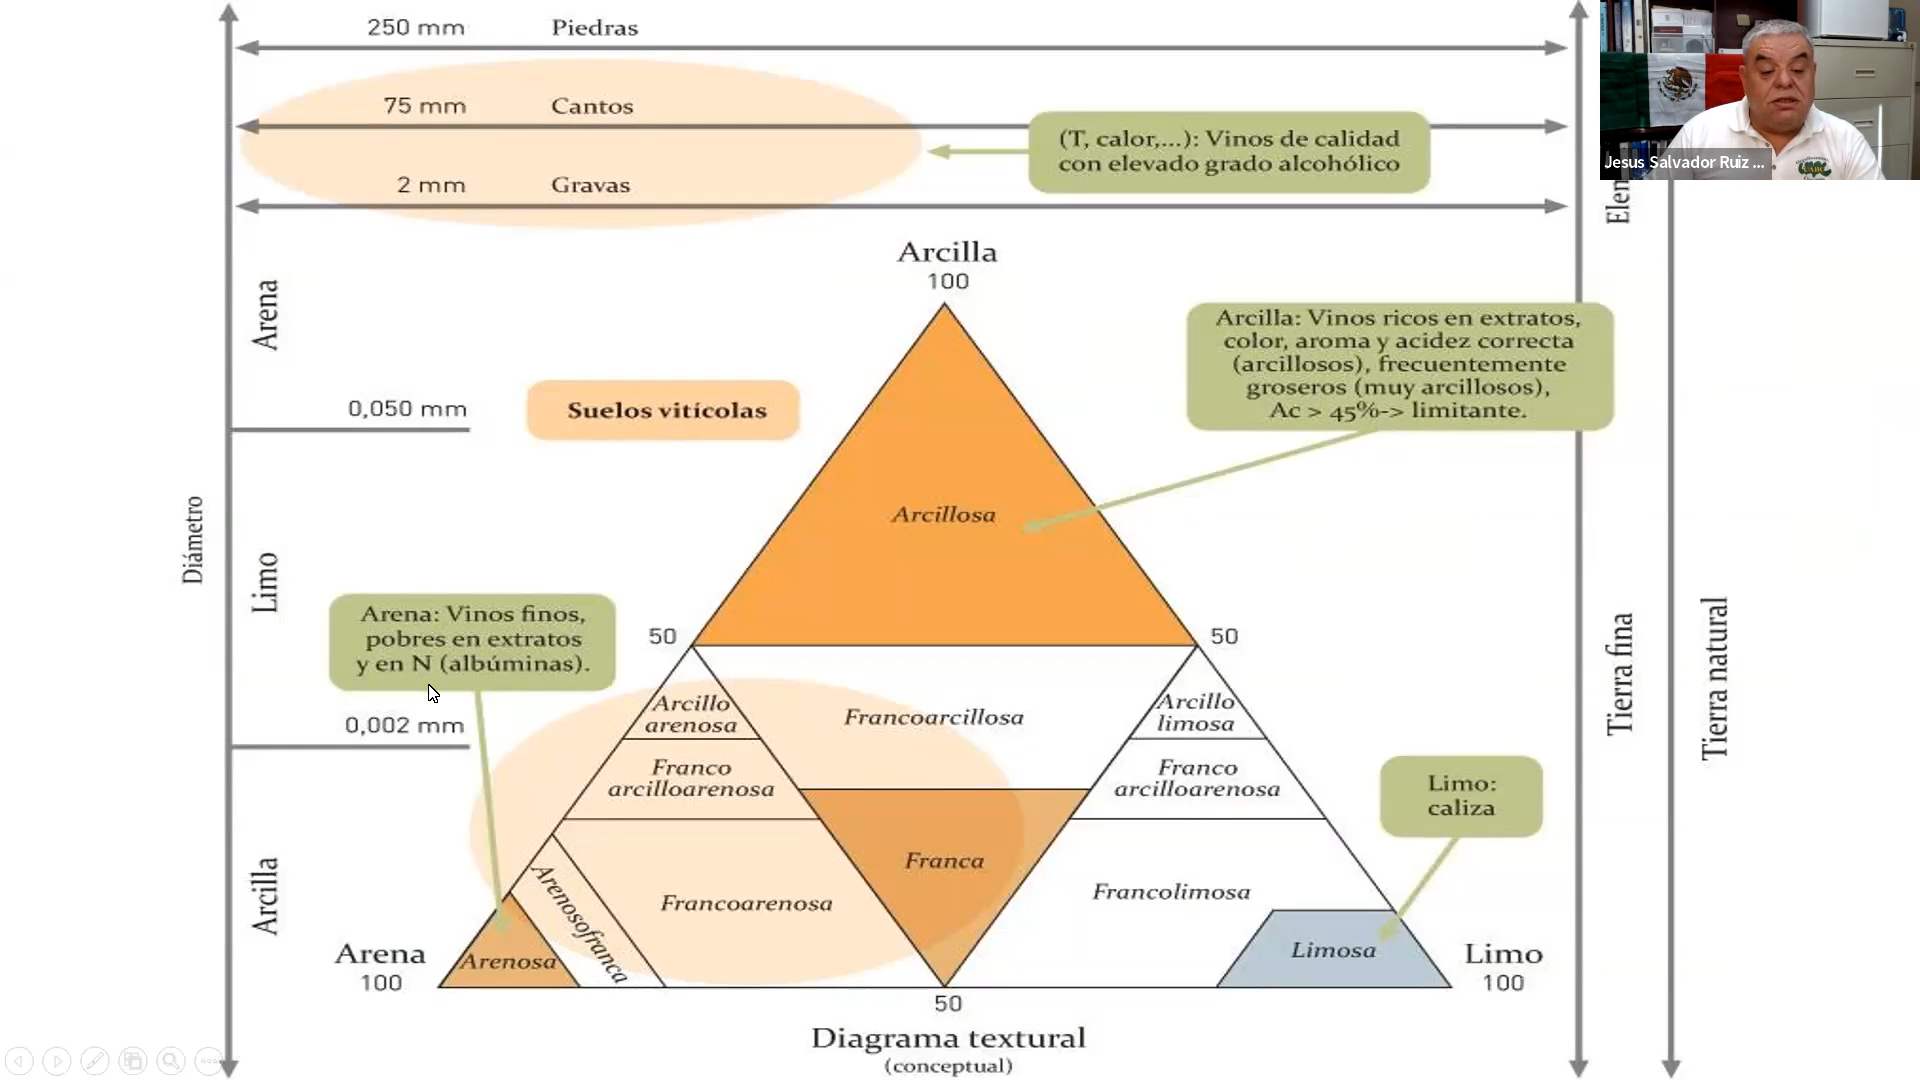 250 mm Piedras
75 mm Cantos
(T, calor,...): Vinos de calidad
con elevado grado alcohólico
2 mm Gravas
Jesus Salvador Ruiz ...
Arcilla
100
Arena
Arcilla: Vinos ricos en extratos,
color, aroma y acidez correcta
(arcillosos), frecuentemente
groseros (muy arcillosos),
Ac > 45%-> limitante.
0,050 mm
Suelos vitícolas
Arcillosa
Diámetro
Limo
Arena: Vinos finos,
pobres en extratos
y en N (albúminas).
50
50
Tierra fina
Tierra natural
Arcillo
arenosa
Francoarcillosa
Arcillo
limosa
0,002 mm
Franco
arcilloarenosa
Franco
arcilloarenosa
Limo:
caliza
Franca
Arcilla
Arenosofranca
Francoarenosa
Francolimosa
Arena
100
Arenosa
Limosa
Limo
100
50
Diagrama textural
(conceptual)